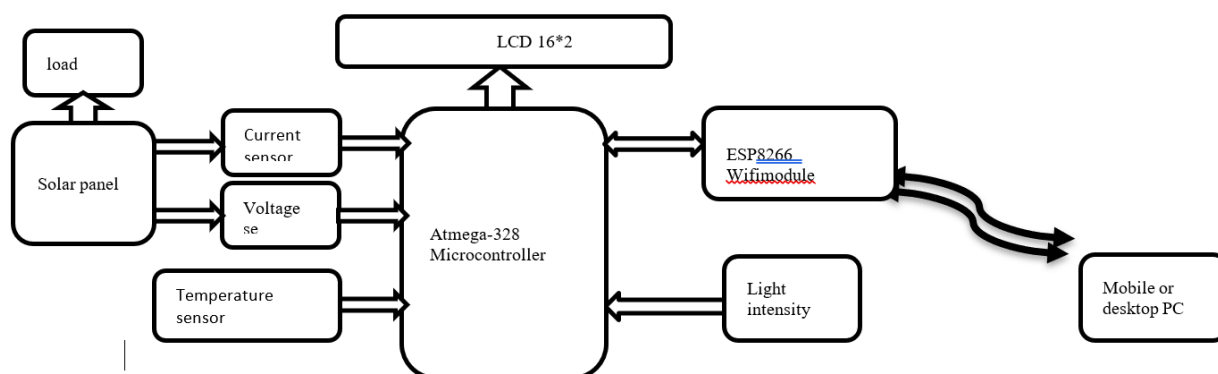 LCD 16*2
load
Current
sensor
Solar panel
Voltage
se
ESP8266
Wifimodule
Atmega-328
Microcontroller
Temperature
sensor
Light
intensity
Mobile or
desktop PC